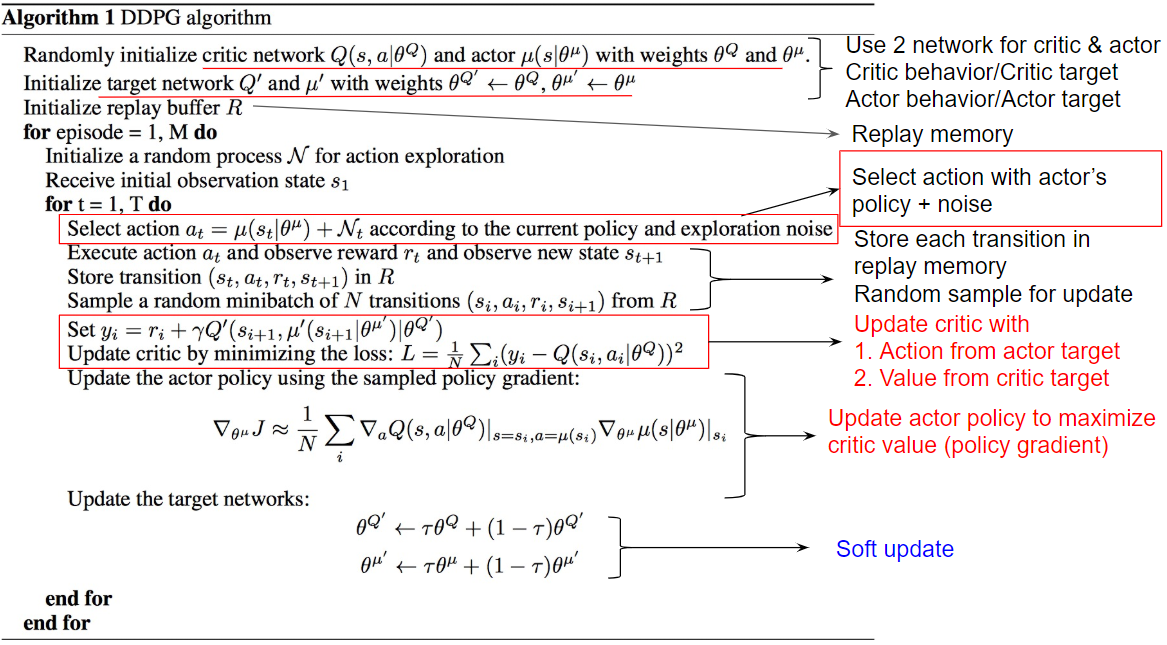 Algorithm 1 DDPG algorithm
Randomly initialize critic network Q(s, a|θ^Q) and actor μ(s|θ^μ) with weights θ^Q and θ^μ.
Initialize target network Q′ and μ′ with weights θ^Q′ ← θ^Q, θ^μ′ ← θ^μ
Initialize replay buffer R
for episode = 1, M do
Initialize a random process 𝒩 for action exploration
Receive initial observation state s₁
for t = 1, T do
Select action a_t = μ(s_t|θ^μ) + 𝒩_t according to the current policy and exploration noise
Execute action a_t and observe reward r_t and observe new state s_{t+1}
Store transition (s_t, a_t, r_t, s_{t+1}) in R
Sample a random minibatch of N transitions (s_i, a_i, r_i, s_{i+1}) from R
Set y_i = r_i + γQ′(s_{i+1}, μ′(s_{i+1}|θ^μ′)|θ^Q′)
Update critic by minimizing the loss: L = 1/N ∑_i (y_i − Q(s_i, a_i|θ^Q))²
Update the actor policy using the sampled policy gradient:
∇_{θ^μ} J ≈ 1/N ∑_i ∇_a Q(s, a|θ^Q)|_{s=s_i,a=μ(s_i)} ∇_{θ^μ} μ(s|θ^μ)|_{s_i}
Update the target networks:
θ^Q′ ← τθ^Q + (1 − τ)θ^Q′
θ^μ′ ← τθ^μ + (1 − τ)θ^μ′
end for
end for
Use 2 network for critic & actor
Critic behavior/Critic target
Actor behavior/Actor target
Replay memory
Select action with actor's
policy + noise
Store each transition in
replay memory
Random sample for update
Update critic with
1. Action from actor target
2. Value from critic target
Update actor policy to maximize
critic value (policy gradient)
Soft update